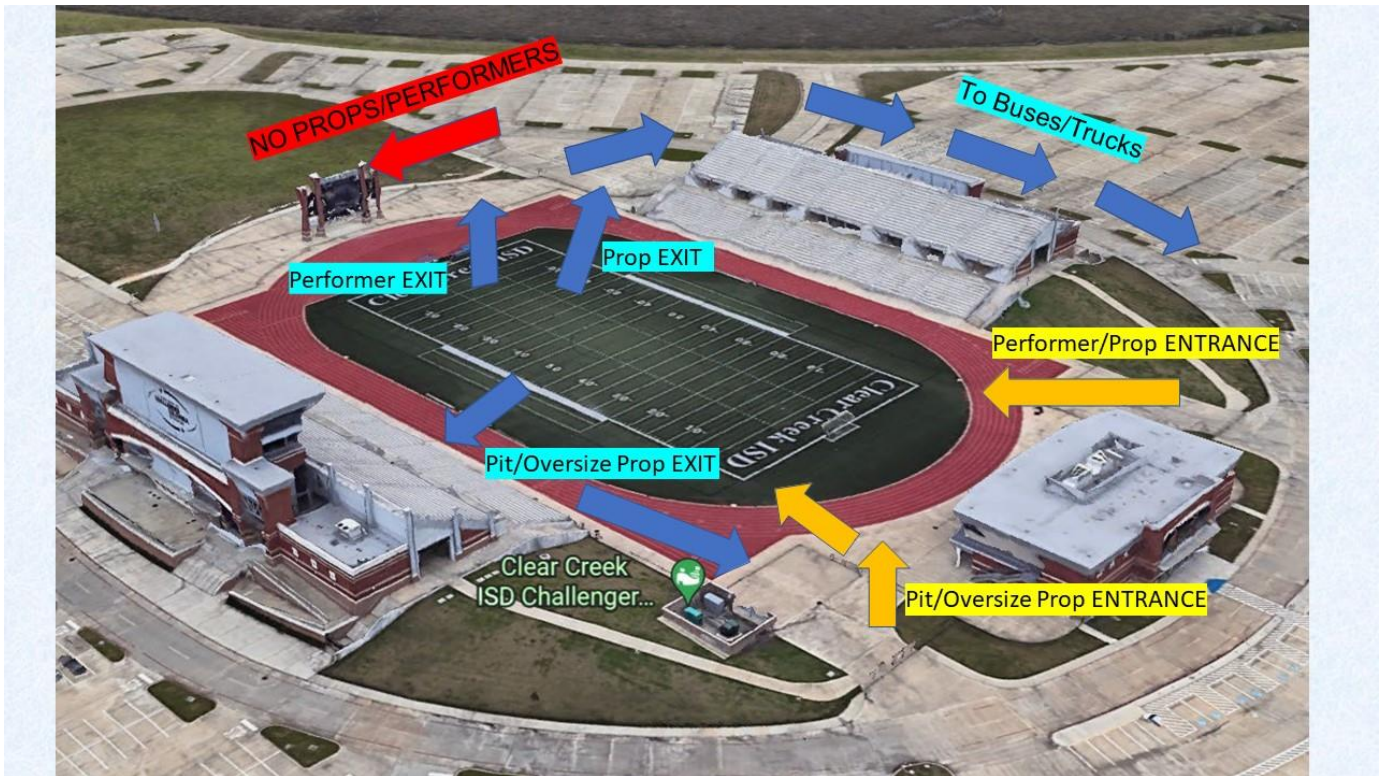 NO PROPS/PERFORMERS
To Buses/Trucks
Performer EXIT
Prop EXIT
Clear Creek ISD
Performer/Prop ENTRANCE
Clear Creek ISD
Pit/Oversize Prop EXIT
Clear Creek
ISD Challenger...
Pit/Oversize Prop ENTRANCE